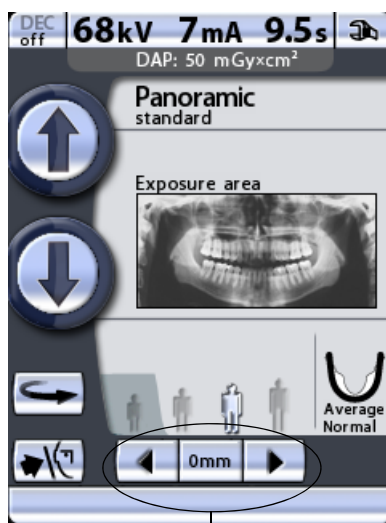 DEC
off
68kV 7mA 9.5s
DAP: 50 mGy×cm²
Panoramic
standard
Exposure area
Average
Normal
0mm